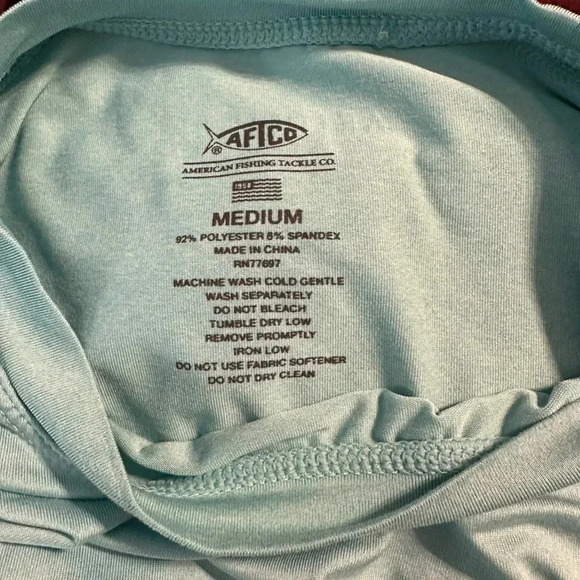 AFTCO
®
AMERICAN FISHING TACKLE CO.
1958
MEDIUM
92% POLYESTER 8% SPANDEX
MADE IN CHINA
RN77697
MACHINE WASH COLD GENTLE
WASH SEPARATELY
DO NOT BLEACH
TUMBLE DRY LOW
REMOVE PROMPTLY
IRON LOW
DO NOT USE FABRIC SOFTENER
DO NOT DRY CLEAN